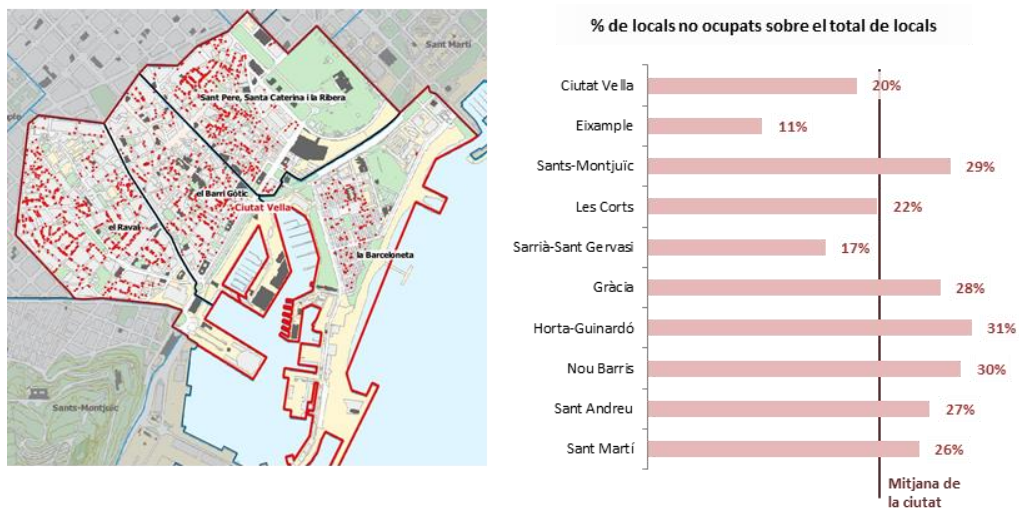 Sant Martí
Sant Pere, Santa Caterina i la Ribera
el Barri Gòtic
Ciutat Vella
el Raval
la Barceloneta
Sants-Montjuïc
% de locals no ocupats sobre el total de locals
Ciutat Vella 20%
Eixample 11%
Sants-Montjuïc 29%
Les Corts 22%
Sarrià-Sant Gervasi 17%
Gràcia 28%
Horta-Guinardó 31%
Nou Barris 30%
Sant Andreu 27%
Sant Martí 26%
Mitjana de
la ciutat